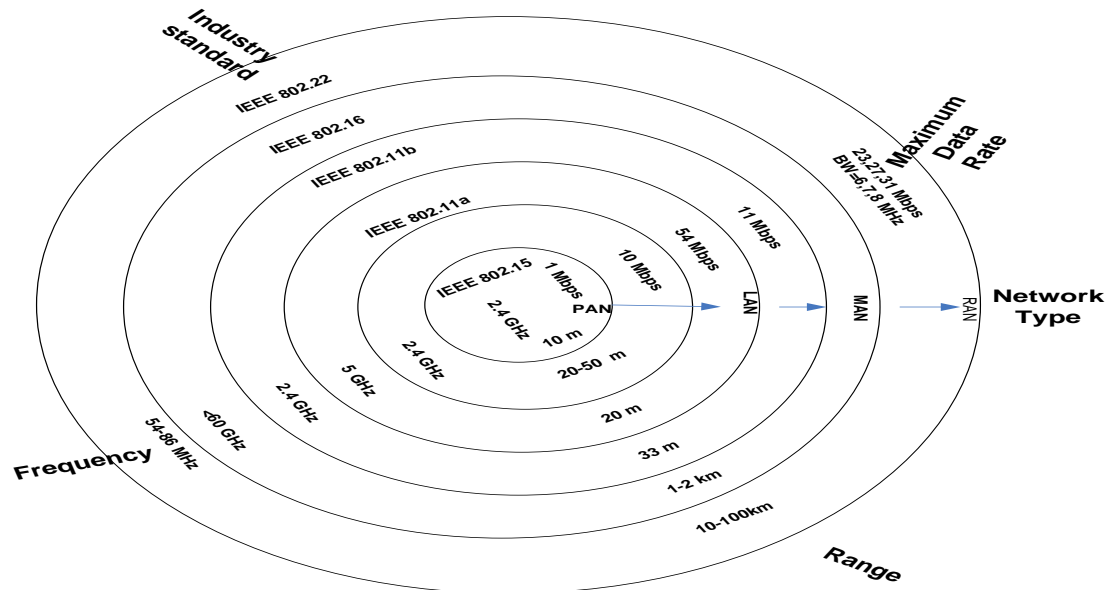 Industry
standard
IEEE 802.22
IEEE 802.16
IEEE 802.11b
IEEE 802.11a
IEEE 802.15
Maximum
Data
Rate
23,27,31 Mbps
BW=6,7,8 MHz
11 Mbps
54 Mbps
10 Mbps
1 Mbps
PAN
LAN
MAN
RAN
Network
Type
2.4 GHz
2.4 GHz
5 GHz
2.4 GHz
<60 GHz
54-86 MHz
Frequency
10 m
20-50 m
20 m
33 m
1-2 km
10-100km
Range